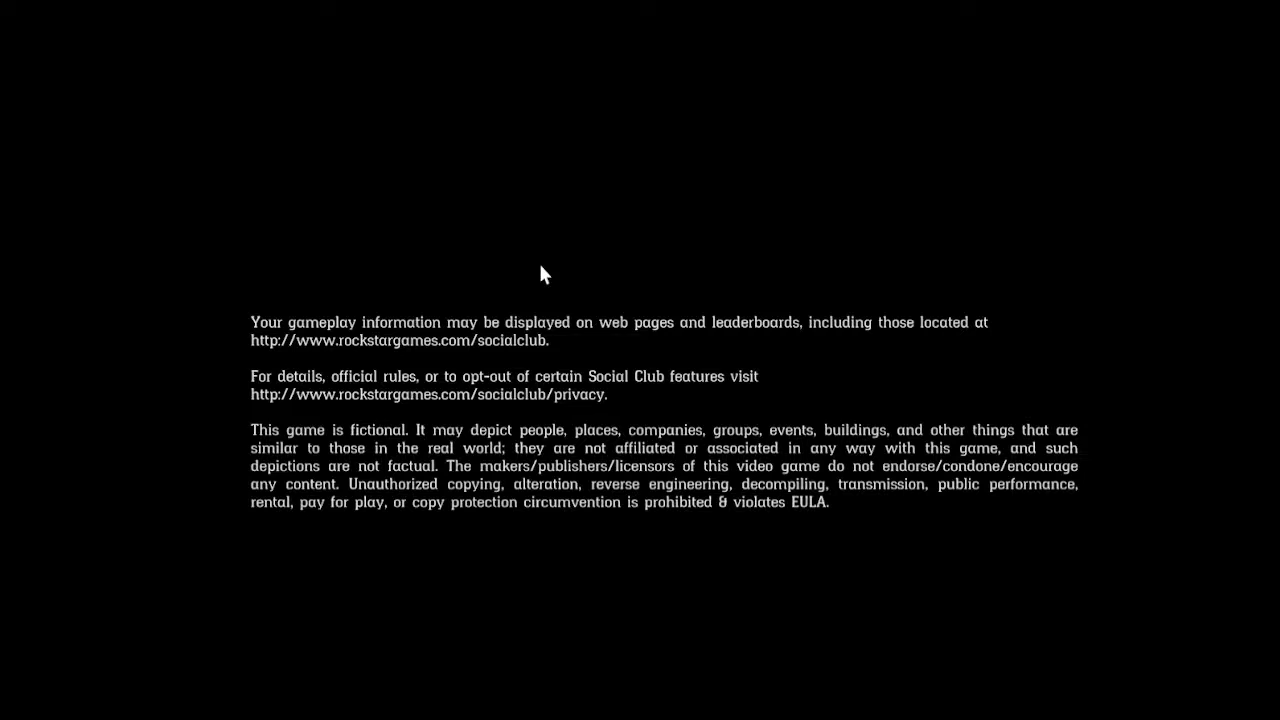 Your gameplay information may be displayed on web pages and leaderboards, including those located at
http://www.rockstargames.com/socialclub.
For details, official rules, or to opt-out of certain Social Club features visit
http://www.rockstargames.com/socialclub/privacy.
This game is fictional. It may depict people, places, companies, groups, events, buildings, and other things that are
similar to those in the real world; they are not affiliated or associated in any way with this game, and such
depictions are not factual. The makers/publishers/licensors of this video game do not endorse/condone/encourage
any content. Unauthorized copying, alteration, reverse engineering, decompiling, transmission, public performance,
rental, pay for play, or copy protection circumvention is prohibited & violates EULA.